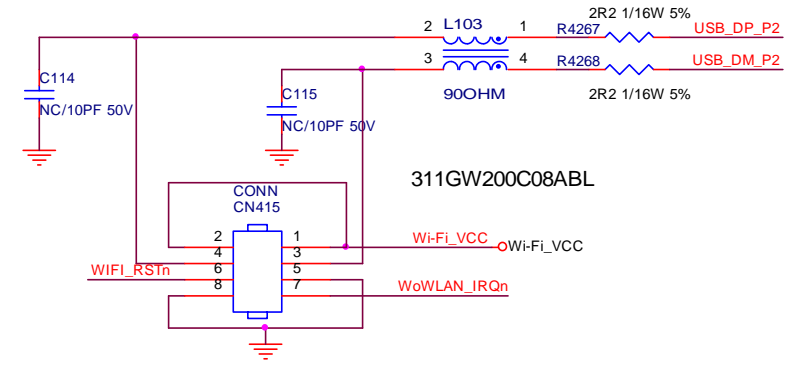 2R2 1/16W 5%
2 L103 1 R4267 USB_DP_P2
3 4 R4268 USB_DM_P2
90OHM 2R2 1/16W 5%
C114
NC/10PF 50V
C115
NC/10PF 50V
311GW200C08ABL
CONN
CN415
2 1 Wi-Fi_VCC Wi-Fi_VCC
4 3
WIFI_RSTn 6 5
8 7 WoWLAN_IRQn